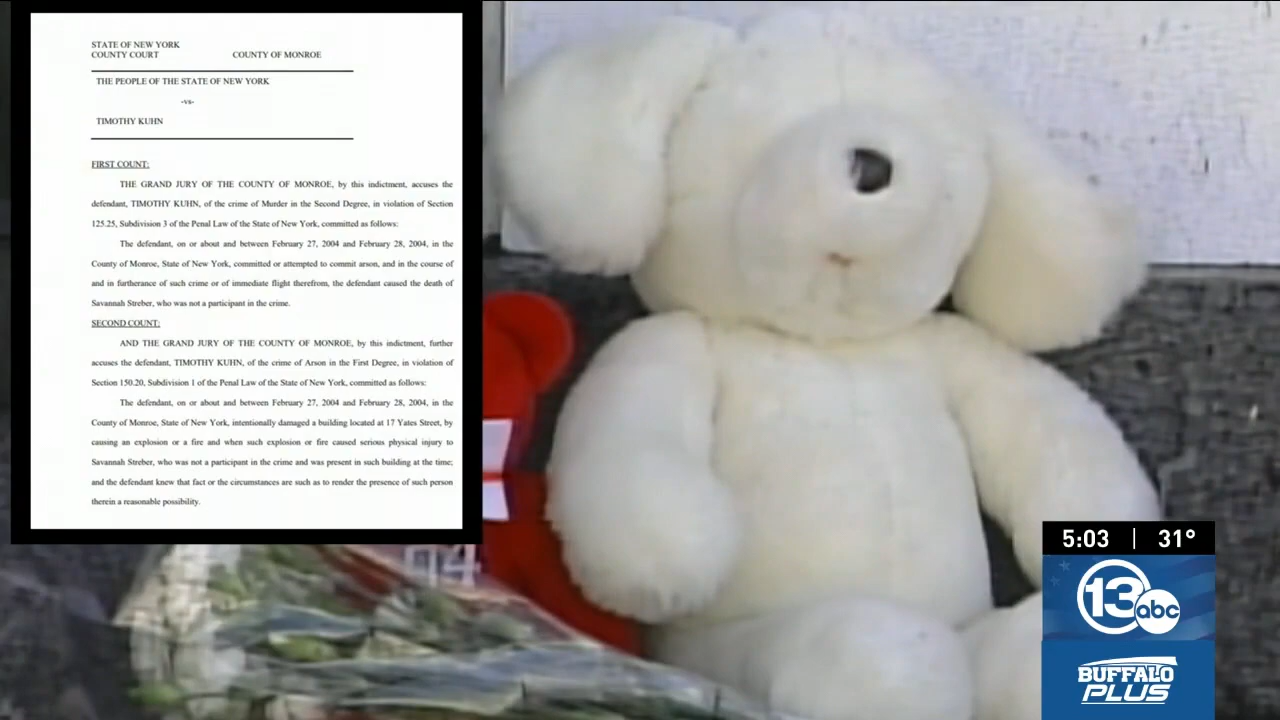 STATE OF NEW YORK
COUNTY COURT COUNTY OF MONROE
THE PEOPLE OF THE STATE OF NEW YORK
-vs-
TIMOTHY KUHN
FIRST COUNT:
THE GRAND JURY OF THE COUNTY OF MONROE, by this indictment, accuses the
defendant, TIMOTHY KUHN, of the crime of Murder in the Second Degree, in violation of Section
125.25, Subdivision 3 of the Penal Law of the State of New York, committed as follows:
The defendant, on or about and between February 27, 2004 and February 28, 2004, in the
County of Monroe, State of New York, committed or attempted to commit arson, and in the course of
and in furtherance of such crime or of immediate flight therefrom, the defendant caused the death of
Savannah Streber, who was not a participant in the crime.
SECOND COUNT:
AND THE GRAND JURY OF THE COUNTY OF MONROE, by this indictment, further
accuses the defendant, TIMOTHY KUHN, of the crime of Arson in the First Degree, in violation of
Section 150.20, Subdivision 1 of the Penal Law of the State of New York, committed as follows:
The defendant, on or about and between February 27, 2004 and February 28, 2004, in the
County of Monroe, State of New York, intentionally damaged a building located at 17 Yates Street, by
causing an explosion or a fire and when such explosion or fire caused serious physical injury to
Savannah Streber, who was not a participant in the crime and was present in such building at the time;
and the defendant knew that fact or the circumstances are such as to render the presence of such person
therein a reasonable possibility.
5:03 | 31°
13 abc
BUFFALO
PLUS